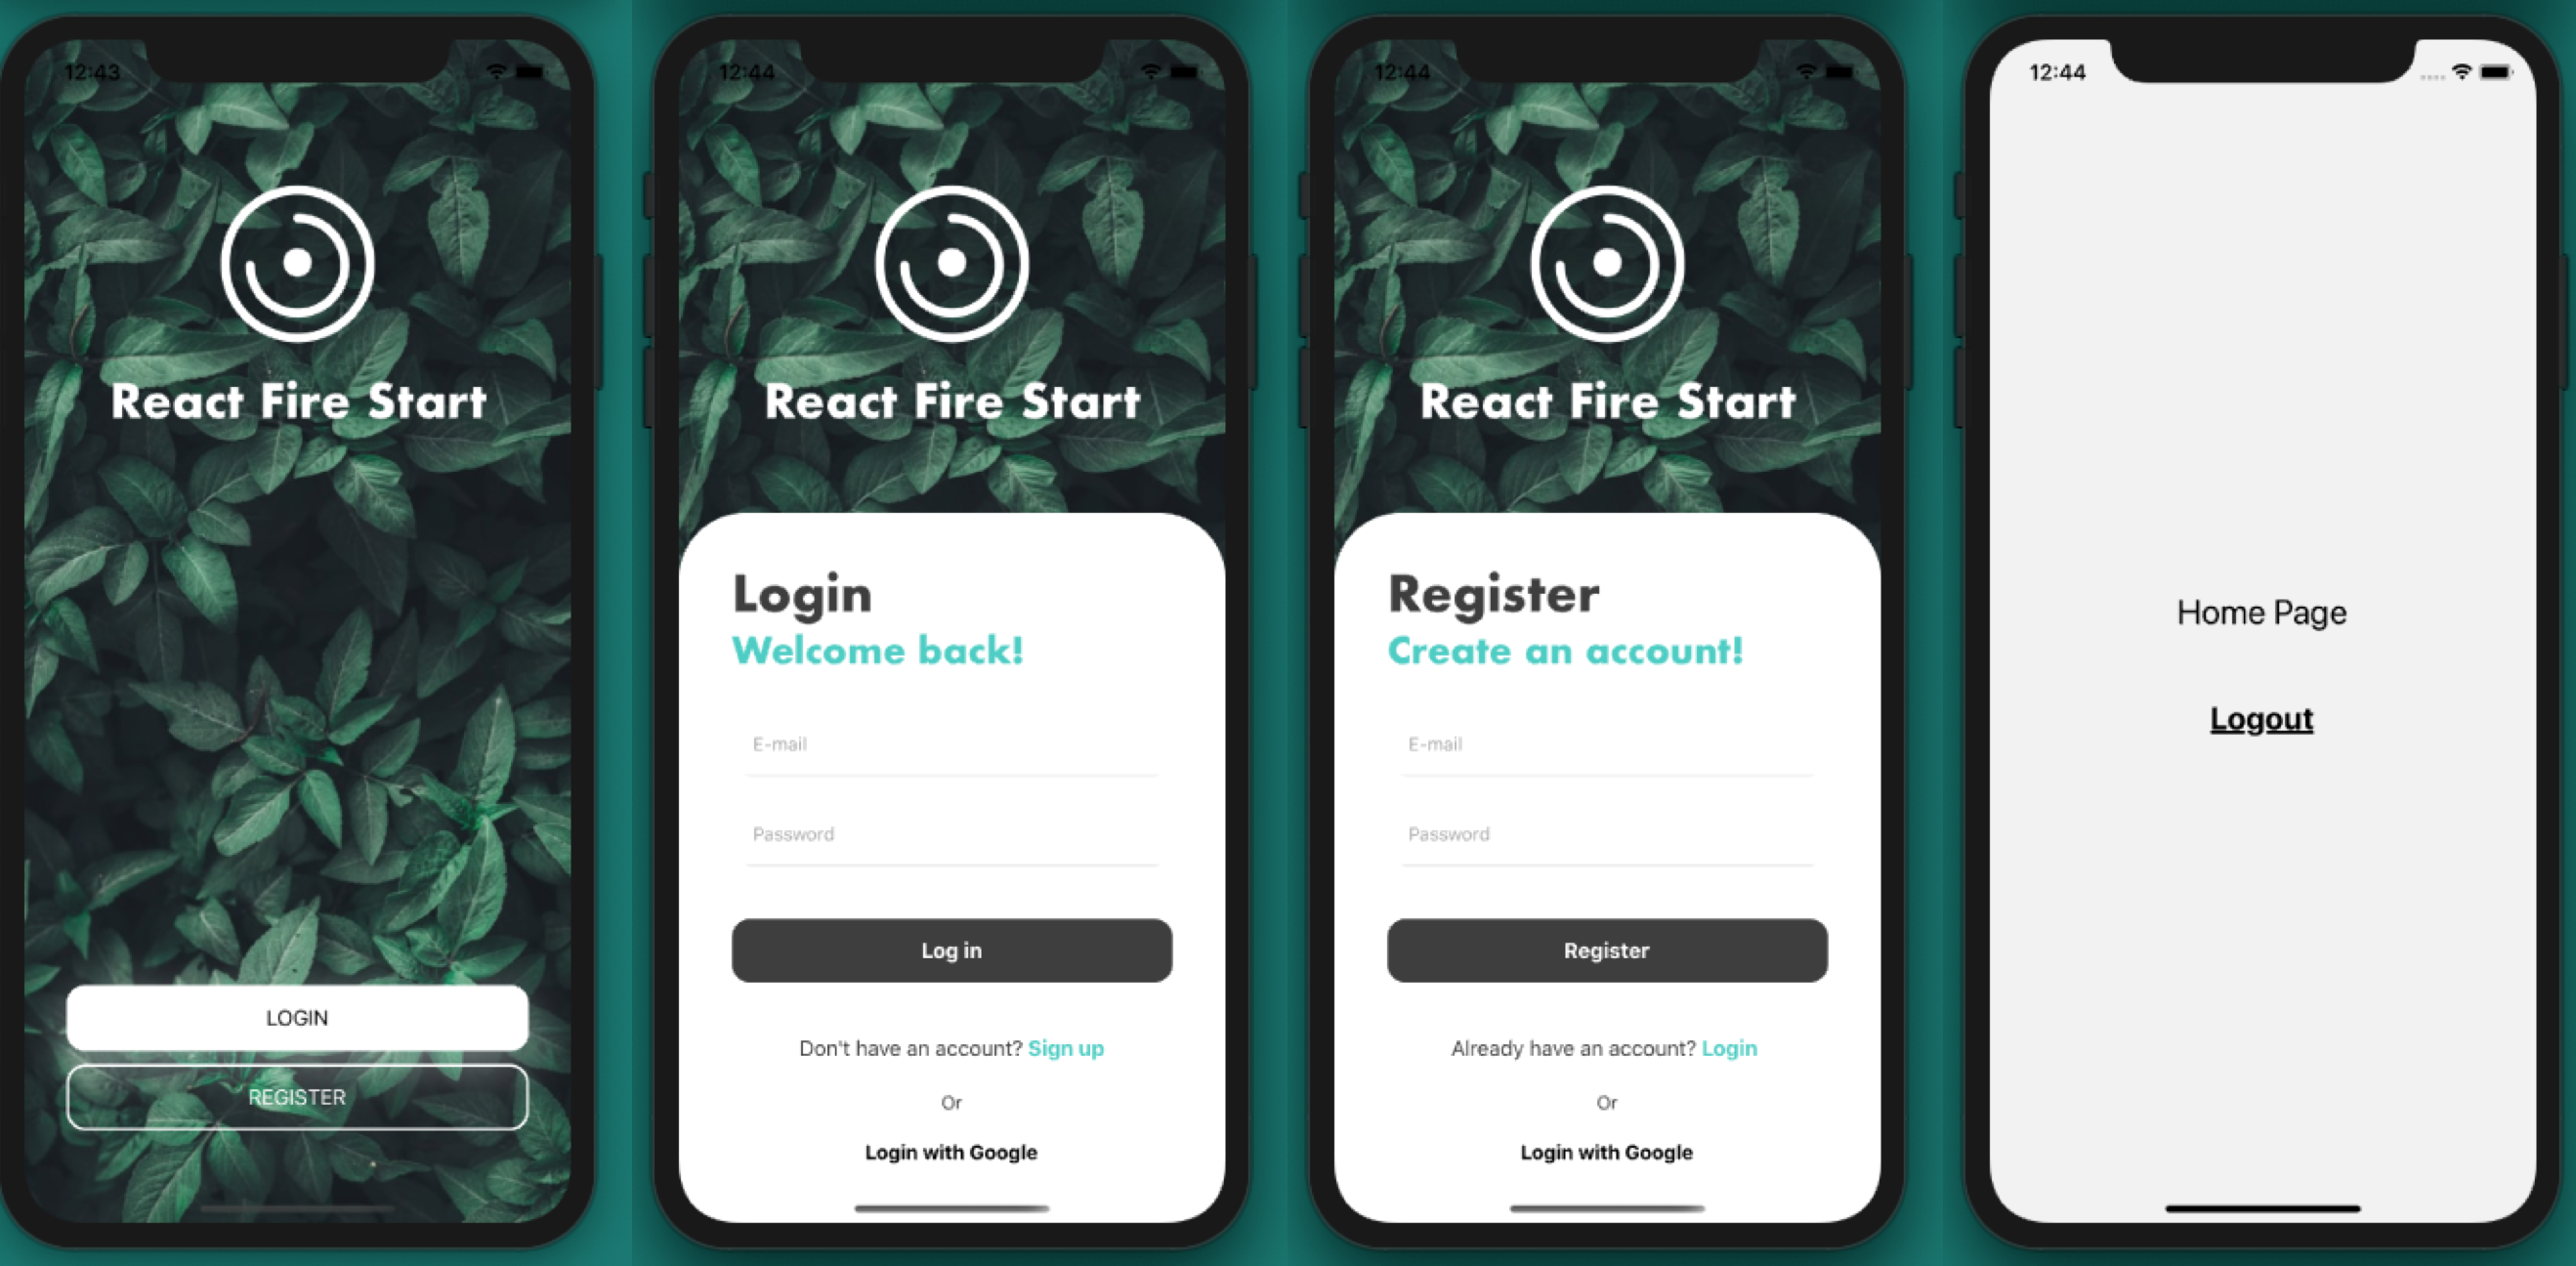 12:43
React Fire Start
LOGIN
REGISTER
12:44
React Fire Start
Login
Welcome back!
E-mail
Password
Log in
Don't have an account? Sign up
Or
Login with Google
12:44
React Fire Start
Register
Create an account!
E-mail
Password
Register
Already have an account? Login
Or
Login with Google
12:44
Home Page
Logout